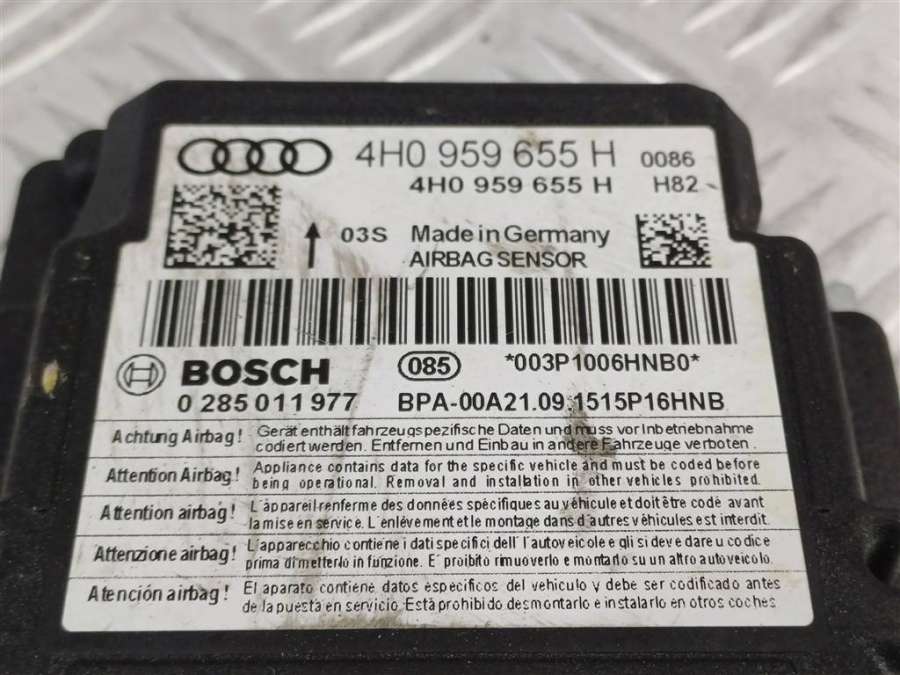 4H0 959 655 H 0086
4H0 959 655 H H82
03S Made in Germany
AIRBAG SENSOR
BOSCH 085 *003P1006HNB0*
0 285 011 977 BPA-00A21.09.1515P16HNB
Achtung Airbag! Gerät enthält fahrzeugspezifische Daten und muss vor Inbetriebnahme
codiert werden. Entfernen und Einbau in andere Fahrzeuge verboten.
Attention Airbag! Appliance contains data for the specific vehicle and must be coded before
being operational. Removal and installation in other vehicles prohibited.
Attention airbag! L'appareil renferme des données spécifiques au véhicule et doit être codé avant
la mise en service. L'enlèvement et le montage dans d'autres véhicules est interdit.
Attenzione airbag! L'apparecchio contiene i dati specifici dell'l'autoveicolo e gli si deve dare u codice
prima di metterlo in funzione. E' proibito rimuoverlo e montarlo su un altro autoveicolo.
Atención airbag! El aparato contiene datos específicos del vehículo y debe ser codificado antes
de la puesta en servicio. Está prohibido desmontarlo e instalarlo en otros coches